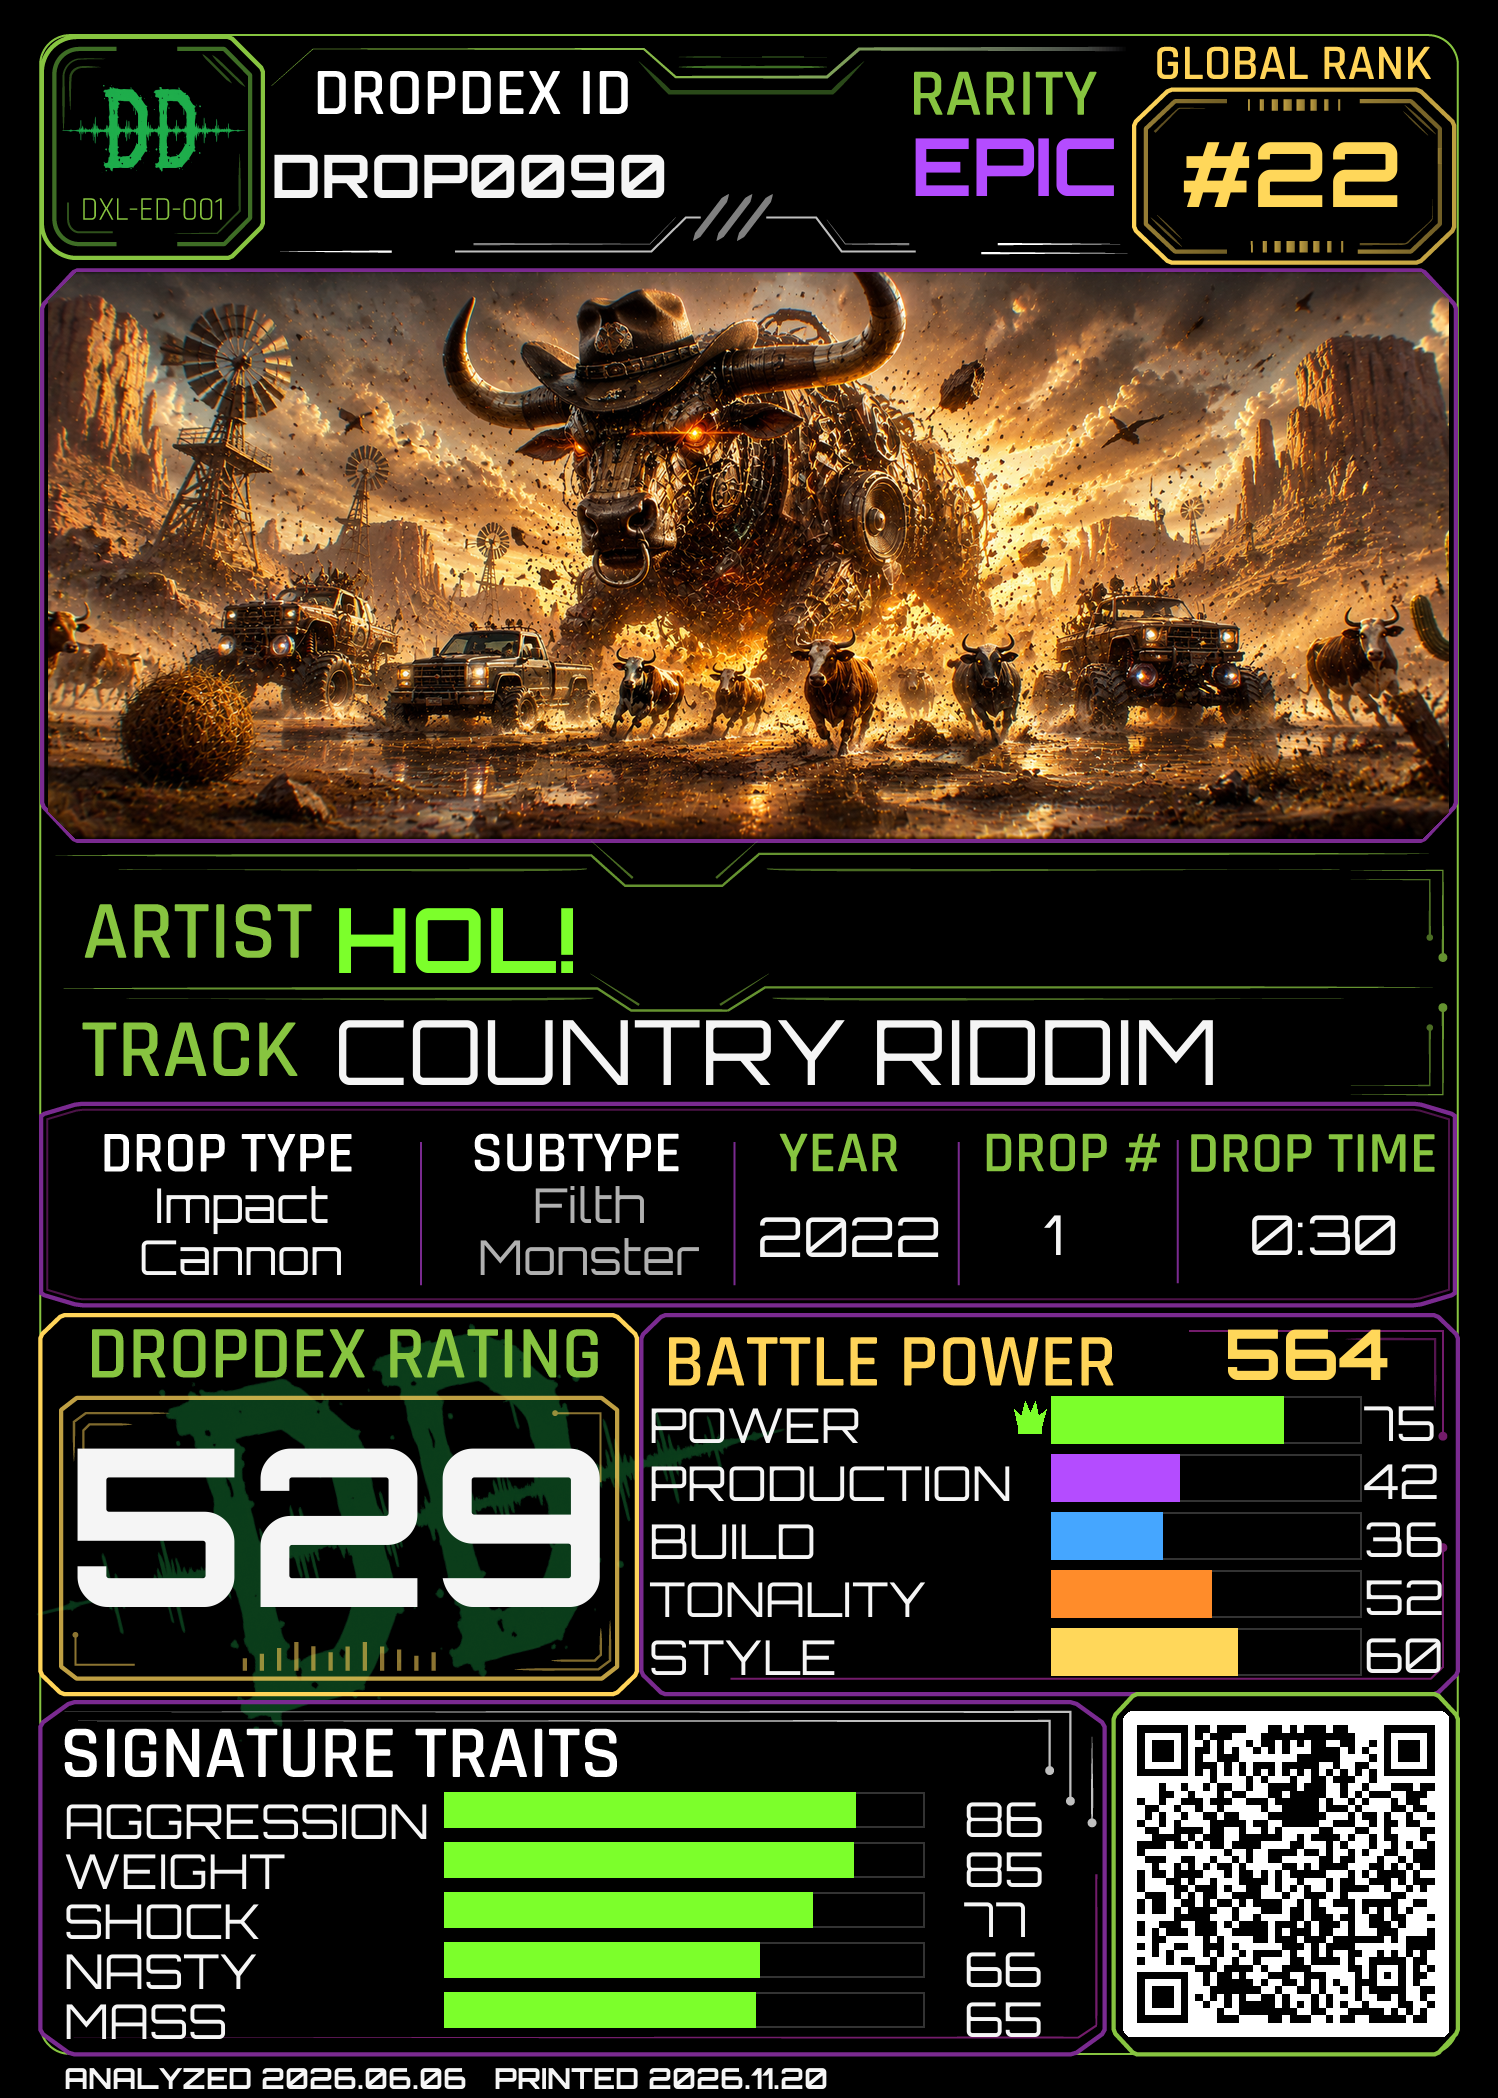 DD
DXL-ED-001
DROPDEX ID
DROP0090
RARITY
EPIC
GLOBAL RANK
#22
ARTIST HOL!
TRACK COUNTRY RIDDIM
DROP TYPE
Impact
Cannon
SUBTYPE
Filth
Monster
YEAR
2022
DROP #
1
DROP TIME
0:30
DROPDEX RATING
529
BATTLE POWER 564
POWER 75
PRODUCTION 42
BUILD 36
TONALITY 52
STYLE 60
SIGNATURE TRAITS
AGGRESSION 86
WEIGHT 85
SHOCK 77
NASTY 66
MASS 65
ANALYZED 2026.06.06 PRINTED 2026.11.20